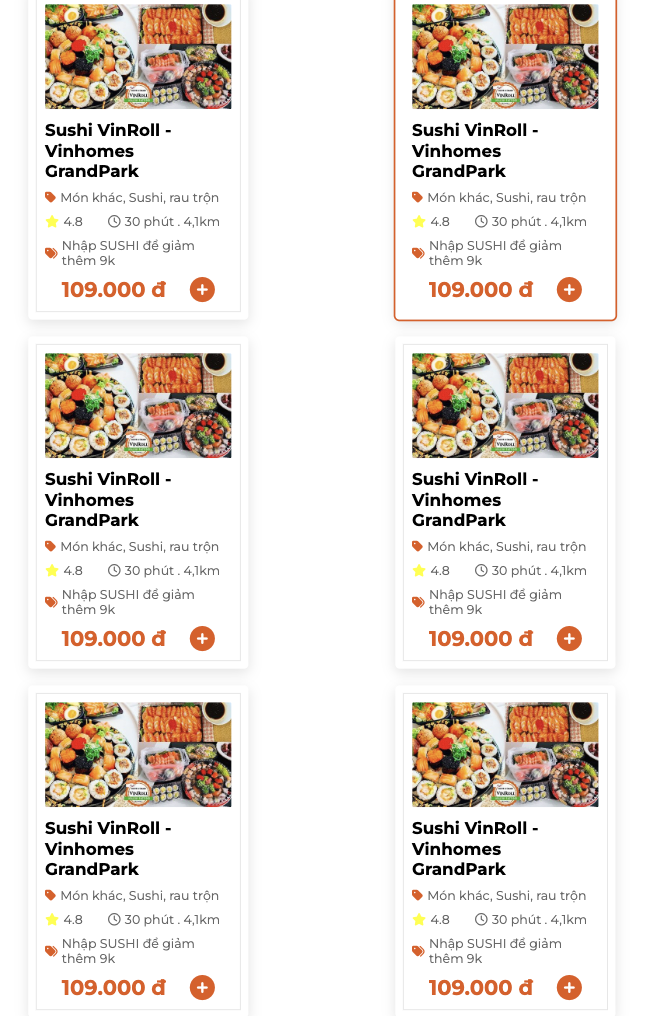 Sushi VinRoll -
Vinhomes
GrandPark
Món khác, Sushi, rau trộn
4.8 30 phút . 4,1km
Nhập SUSHI để giảm
thêm 9k
109.000 đ
Sushi VinRoll -
Vinhomes
GrandPark
Món khác, Sushi, rau trộn
4.8 30 phút . 4,1km
Nhập SUSHI để giảm
thêm 9k
109.000 đ
Sushi VinRoll -
Vinhomes
GrandPark
Món khác, Sushi, rau trộn
4.8 30 phút . 4,1km
Nhập SUSHI để giảm
thêm 9k
109.000 đ
Sushi VinRoll -
Vinhomes
GrandPark
Món khác, Sushi, rau trộn
4.8 30 phút . 4,1km
Nhập SUSHI để giảm
thêm 9k
109.000 đ
Sushi VinRoll -
Vinhomes
GrandPark
Món khác, Sushi, rau trộn
4.8 30 phút . 4,1km
Nhập SUSHI để giảm
thêm 9k
109.000 đ
Sushi VinRoll -
Vinhomes
GrandPark
Món khác, Sushi, rau trộn
4.8 30 phút . 4,1km
Nhập SUSHI để giảm
thêm 9k
109.000 đ